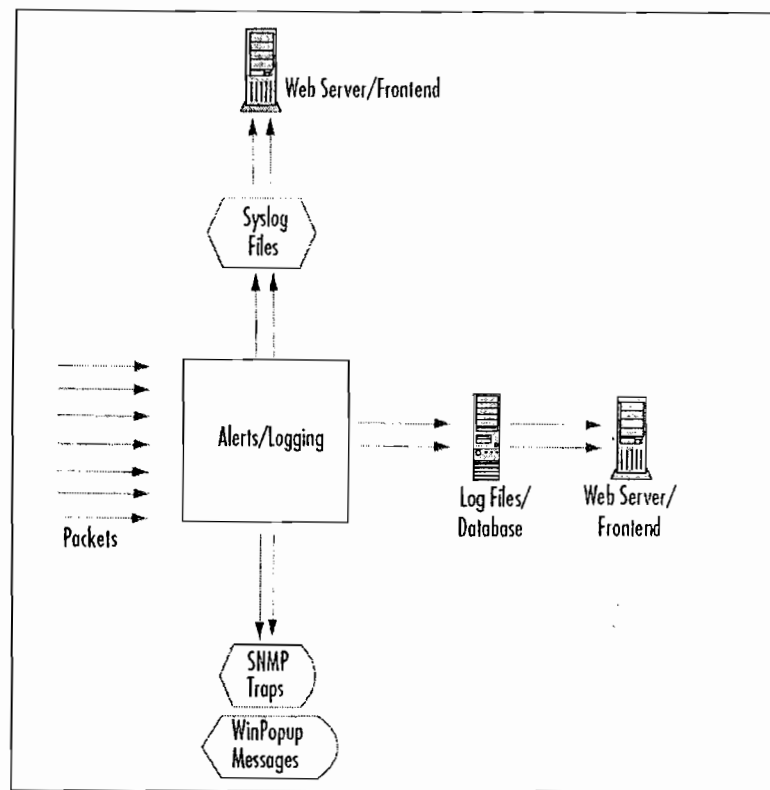 Web Server/Frontend
Syslog
Files
Alerts/Logging
Packets
Log Files/
Database
Web Server/
Frontend
SNMP
Traps
WinPopup
Messages